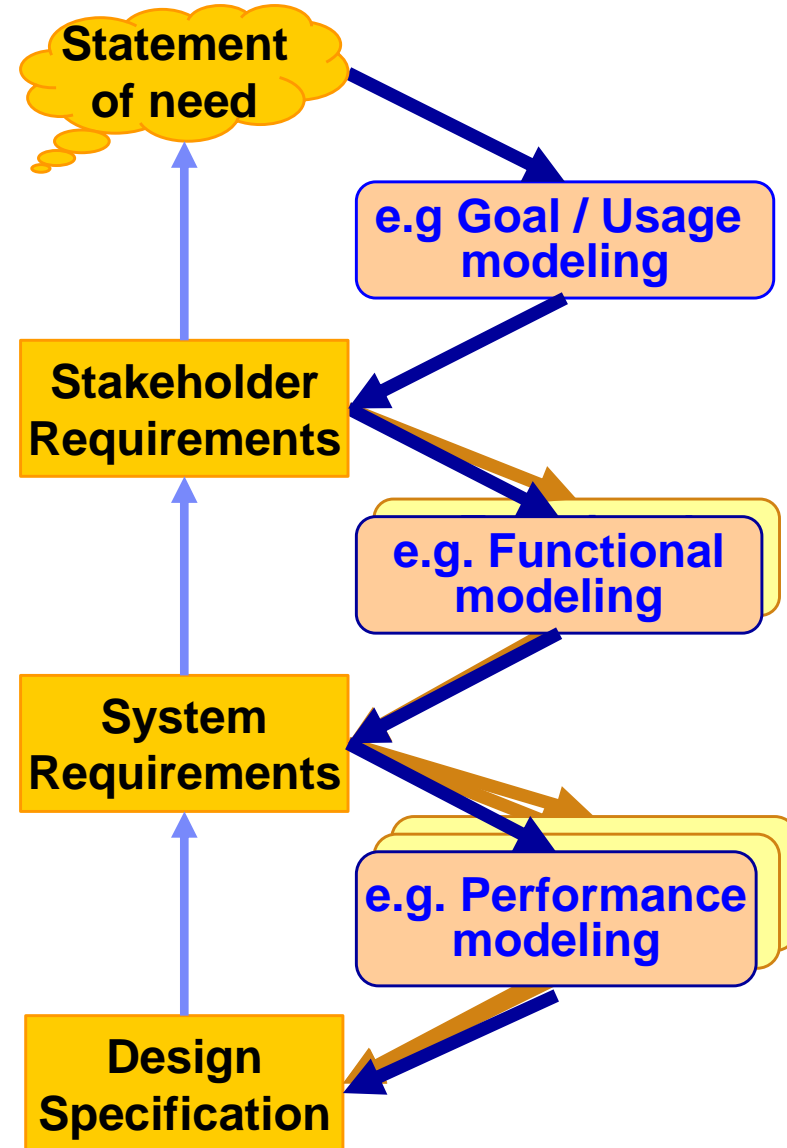 Statement
of need
e.g Goal / Usage
modeling
Stakeholder
Requirements
e.g. Functional
modeling
System
Requirements
e.g. Performance
modeling
Design
Specification